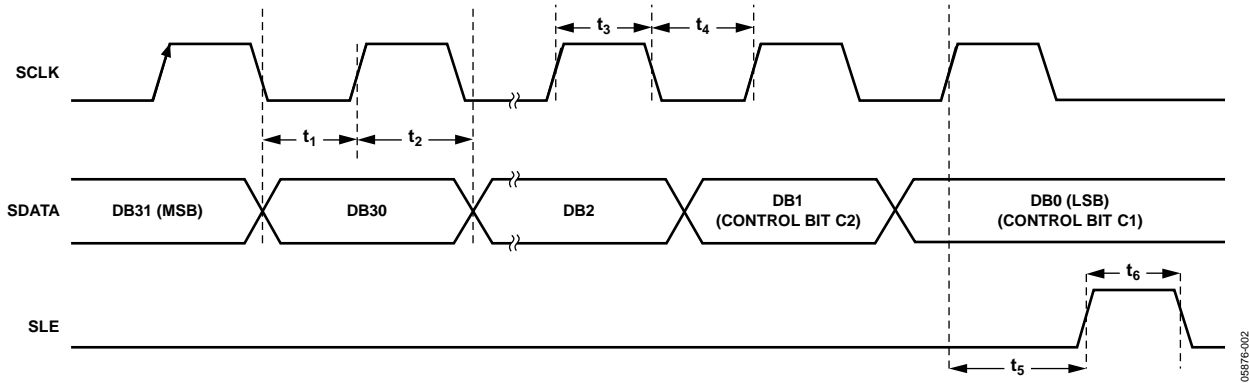 t3
t4
SCLK
t1
t2
SDATA
DB31 (MSB)
DB30
DB2
DB1
(CONTROL BIT C2)
DB0 (LSB)
(CONTROL BIT C1)
t6
SLE
t5
05876-002